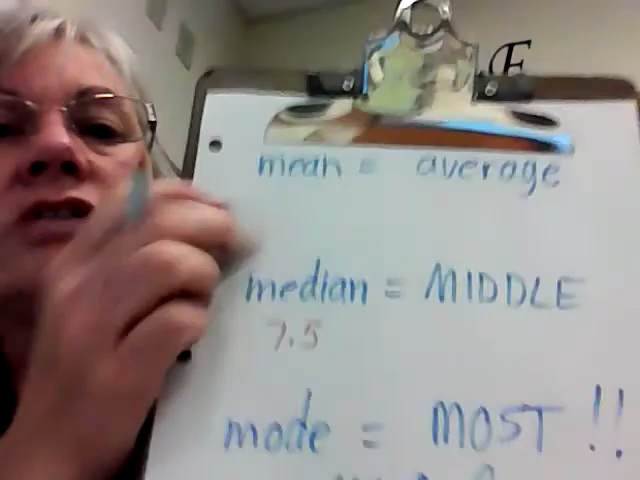 E
mean = average
median = MIDDLE
7.5
mode = MOST !!